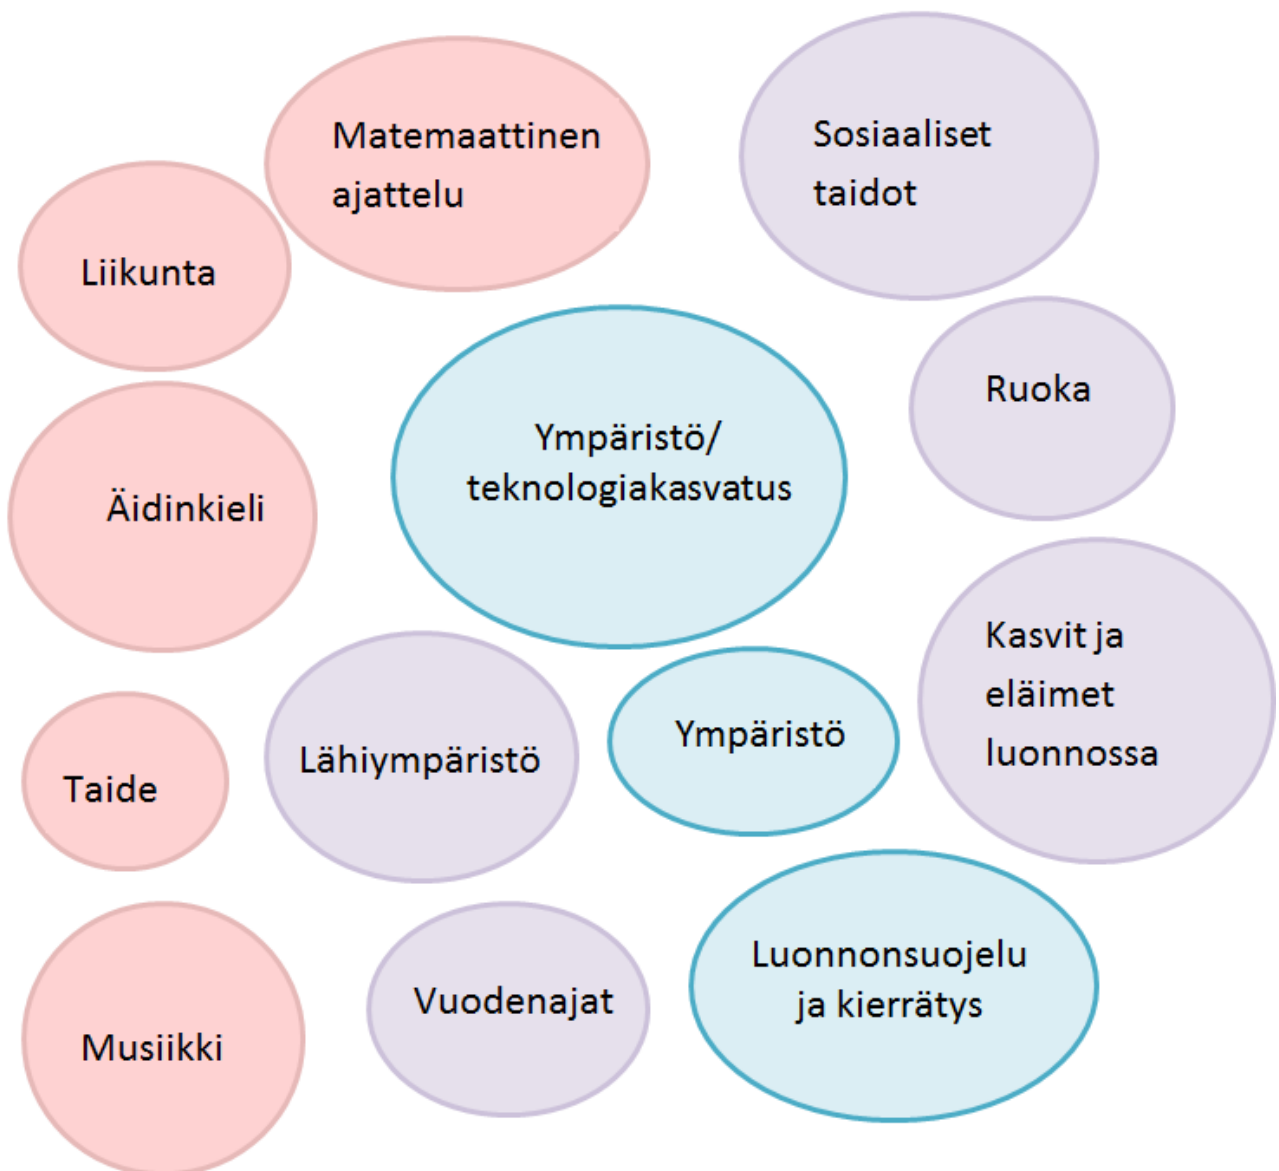 Matemaattinen
ajattelu
Sosiaaliset
taidot
Liikunta
Ruoka
Ympäristö/
teknologiakasvatus
Äidinkieli
Kasvit ja
eläimet
luonnossa
Ympäristö
Lähiympäristö
Taide
Luonnonsuojelu
ja kierrätys
Vuodenajat
Musiikki